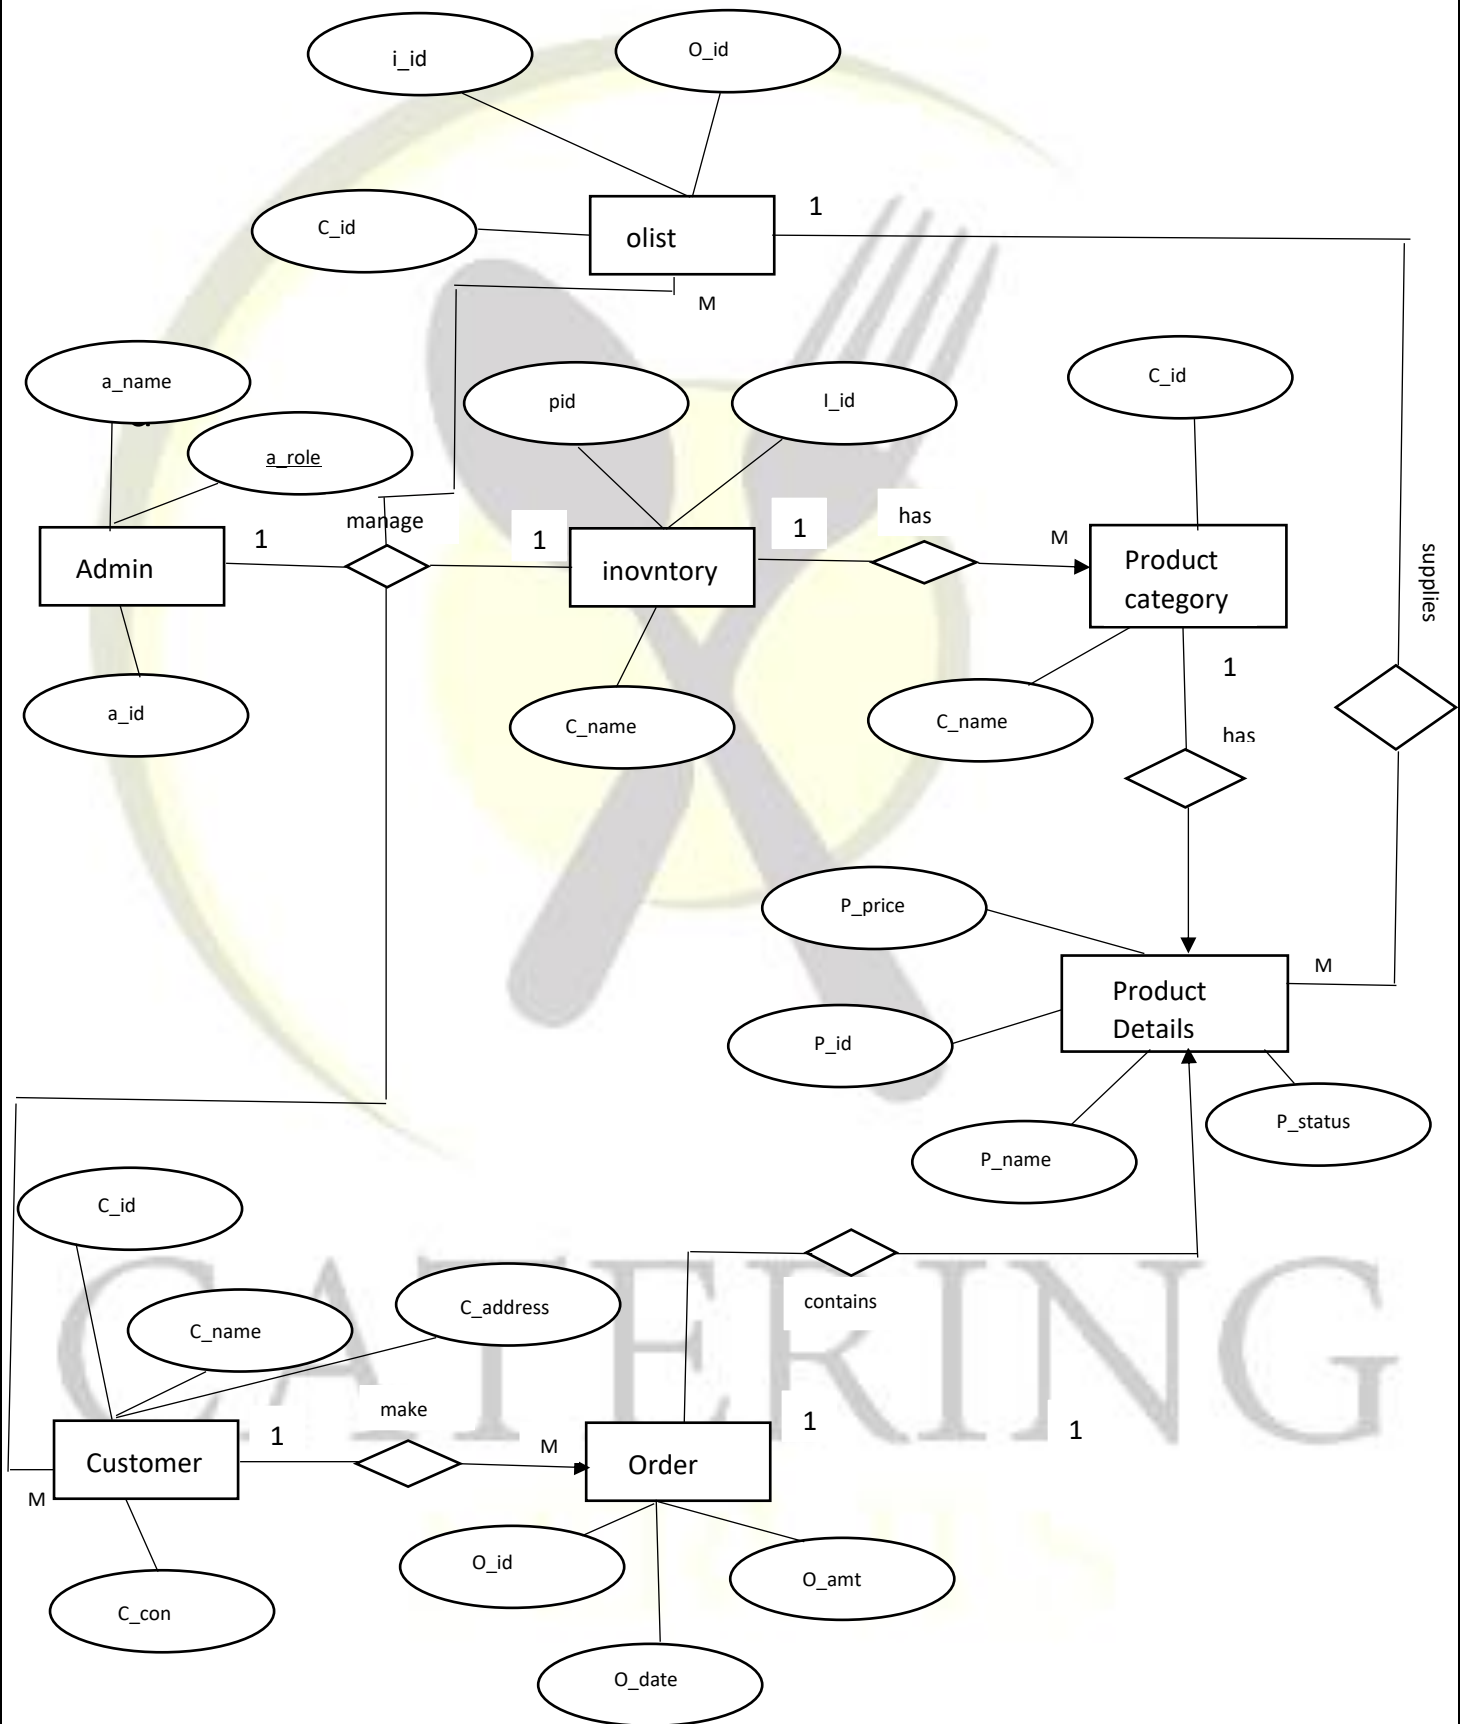 i_id
O_id
C_id
olist
1
M
a_name
a_role
pid
I_id
C_id
manage
has
Admin
1
1
inovntory
1
M
Product
category
supplies
a_id
C_name
C_name
1
has
P_price
Product
Details
M
P_id
P_name
P_status
C_id
C_name
C_address
contains
CATERING
make
Customer
1
M
Order
1
1
M
O_id
O_amt
C_con
O_date